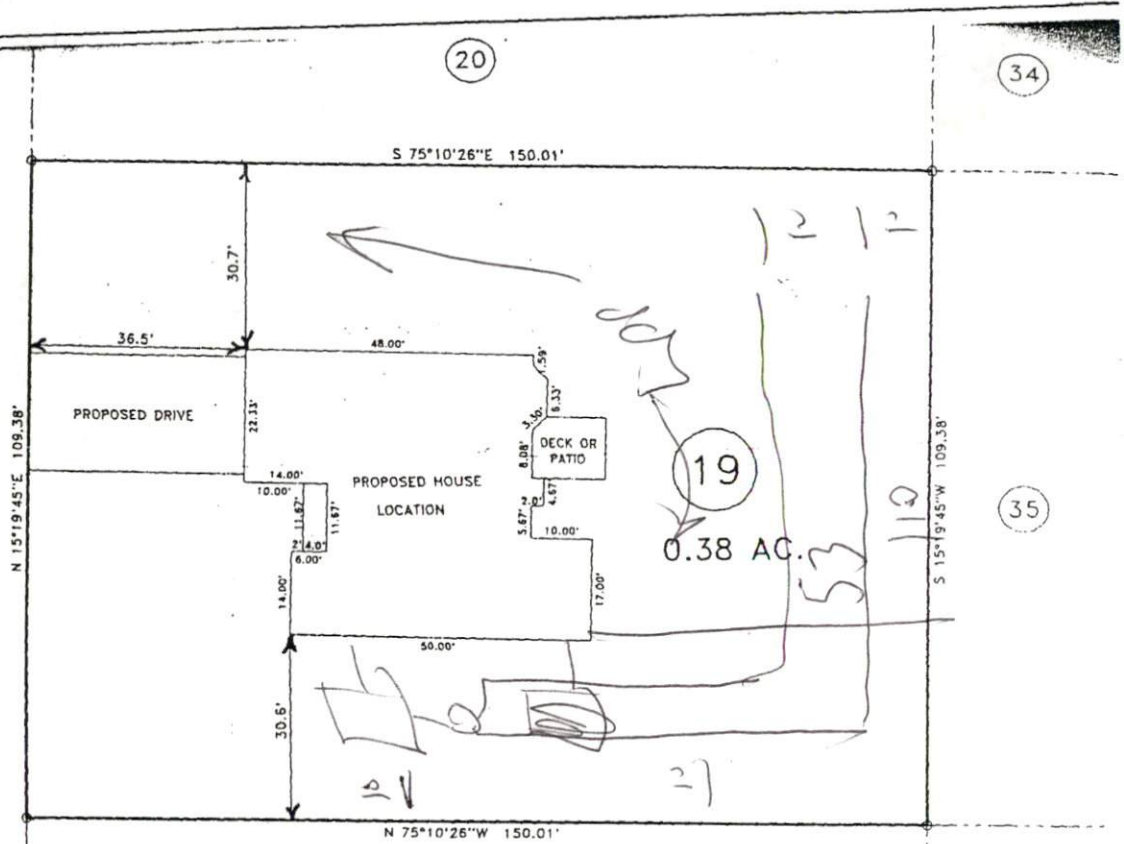 20
34
S 75°10'26"E 150.01'
30.7'
36.5'
48.00'
1.59'
6.33'
3.30'
PROPOSED DRIVE
22.33'
8.08'
DECK OR
PATIO
14.00'
10.00'
PROPOSED HOUSE
LOCATION
11.67'
11.67'
2.0'
4.67'
5.67'
10.00'
2'
4.0'
6.00'
14.00'
17.00'
50.00'
30.6'
19
0.38 AC.
53
110
35
N 15°19'45"E 109.38'
S 15°19'45"W 109.38'
N 75°10'26"W 150.01'